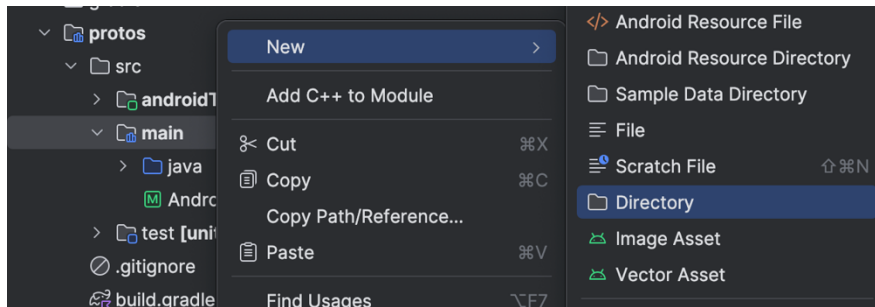 protos
src
androidT
main
java
Andro
test [unit
.gitignore
build.gradle
New
Add C++ to Module
Cut ⌘X
Copy ⌘C
Copy Path/Reference...
Paste ⌘V
Find Usages ⌥F7
Android Resource File
Android Resource Directory
Sample Data Directory
File
Scratch File ⇧⌘N
Directory
Image Asset
Vector Asset